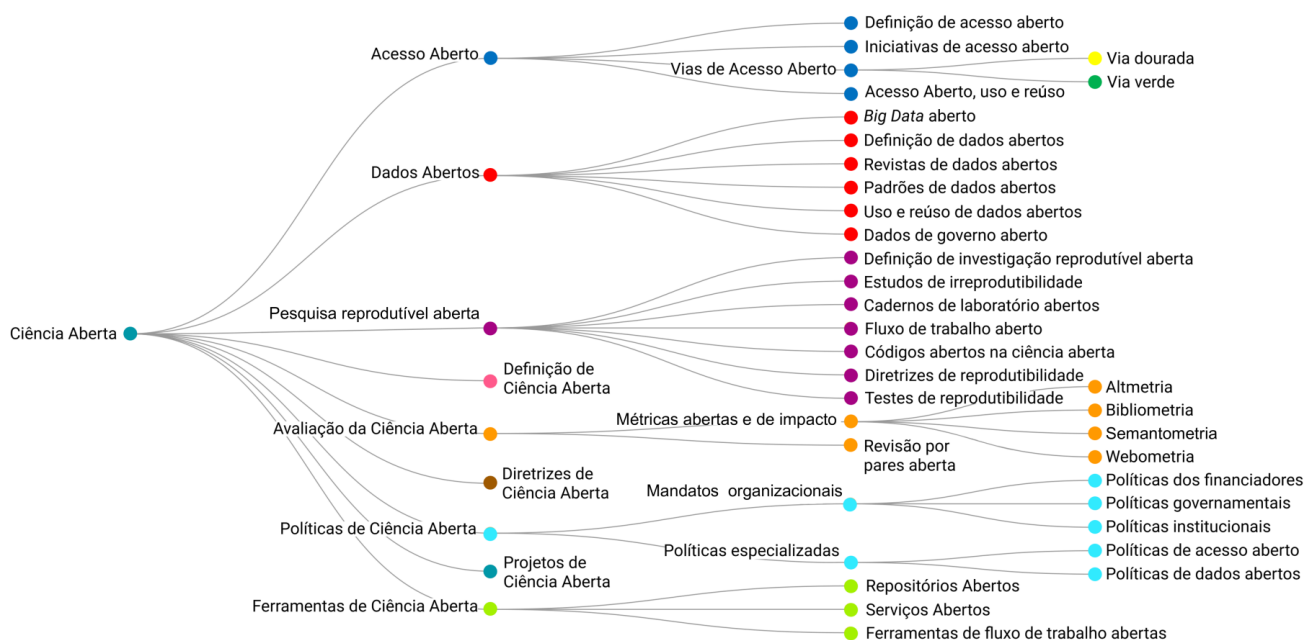 Definição de acesso aberto
Acesso Aberto
Iniciativas de acesso aberto
Vias de Acesso Aberto
Via dourada
Via verde
Acesso Aberto, uso e reúso
Big Data aberto
Definição de dados abertos
Dados Abertos
Revistas de dados abertos
Padrões de dados abertos
Uso e reúso de dados abertos
Dados de governo aberto
Definição de investigação reprodutível aberta
Estudos de irreprodutibilidade
Pesquisa reprodutível aberta
Cadernos de laboratório abertos
Ciência Aberta
Fluxo de trabalho aberto
Códigos abertos na ciência aberta
Definição de
Ciência Aberta
Diretrizes de reprodutibilidade
Testes de reprodutibilidade
Altmetria
Avaliação da Ciência Aberta
Métricas abertas e de impacto
Bibliometria
Semantometria
Webometria
Revisão por
pares aberta
Diretrizes de
Ciência Aberta
Mandatos organizacionais
Políticas dos financiadores
Políticas governamentais
Políticas institucionais
Políticas de Ciência Aberta
Políticas especializadas
Políticas de acesso aberto
Políticas de dados abertos
Projetos de
Ciência Aberta
Ferramentas de Ciência Aberta
Repositórios Abertos
Serviços Abertos
Ferramentas de fluxo de trabalho abertas